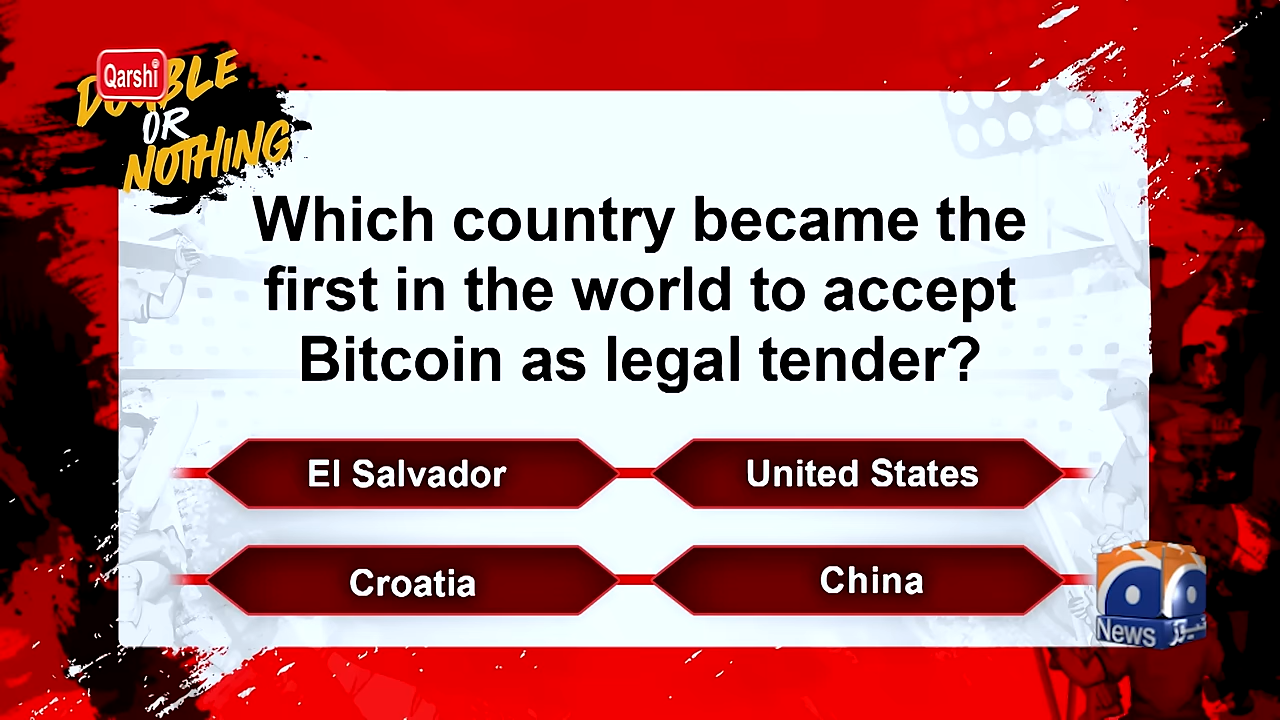 Qarshi
DOUBLE
OR
NOTHING
Which country became the
first in the world to accept
Bitcoin as legal tender?
El Salvador
United States
Croatia
China
News نیوز